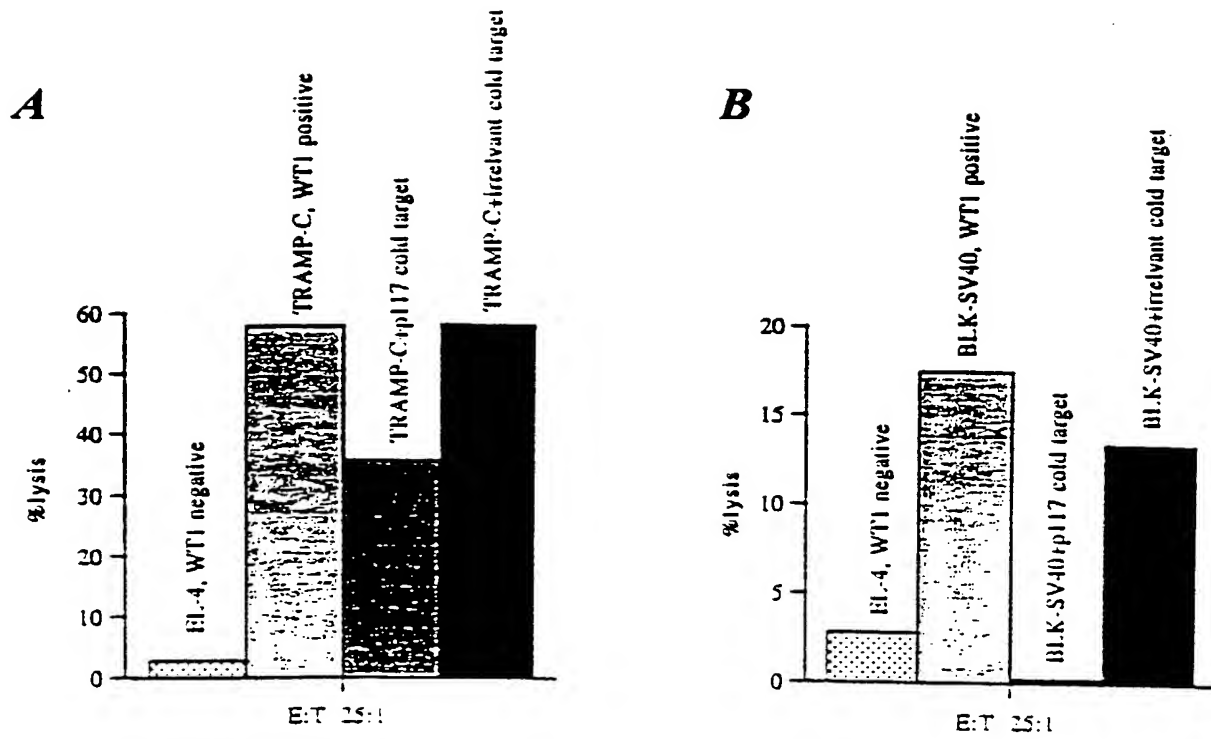 A
%lysis
60
50
40
30
20
10
0
EL-4, WT1 negative
TRAMP-C, WT1 positive
TRAMP-C+p117 cold target
TRAMP-C+irrelvant cold target
E:T 25:1
B
%lysis
20
15
10
5
0
EL-4, WT1 negative
BLK-SV40, WT1 positive
BLK-SV40+p117 cold target
BLK-SV40+irrelvant cold target
E:T 25:1